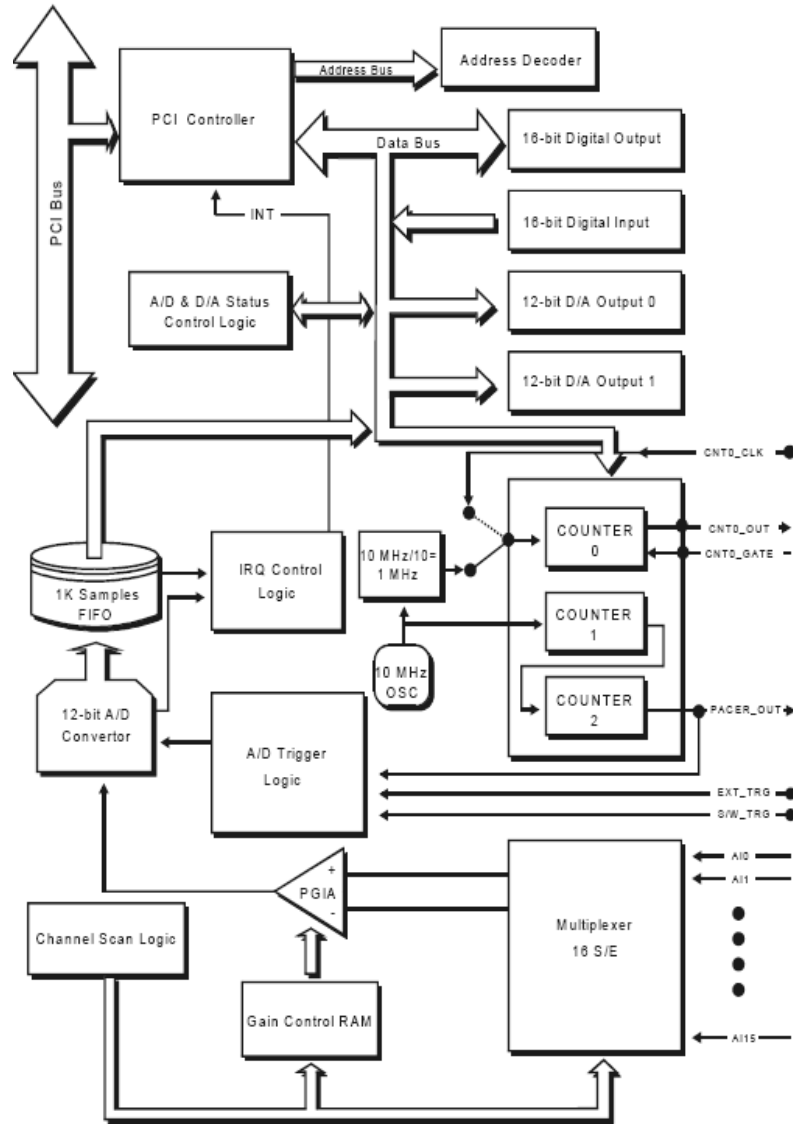 PCI Bus
PCI Controller
Address Bus
Address Decoder
Data Bus
16-bit Digital Output
16-bit Digital Input
12-bit D/A Output 0
12-bit D/A Output 1
INT
A/D & D/A Status
Control Logic
CNT0_CLK
COUNTER
0
CNT0_OUT
CNT0_GATE
10 MHz/10=
1 MHz
COUNTER
1
10 MHz
OSC
COUNTER
2
PACER_OUT
1K Samples
FIFO
IRQ Control
Logic
12-bit A/D
Convertor
A/D Trigger
Logic
EXT_TRG
S/W_TRG
+
PGIA
-
Multiplexer
16 S/E
AI0
AI1
AI15
Channel Scan Logic
Gain Control RAM